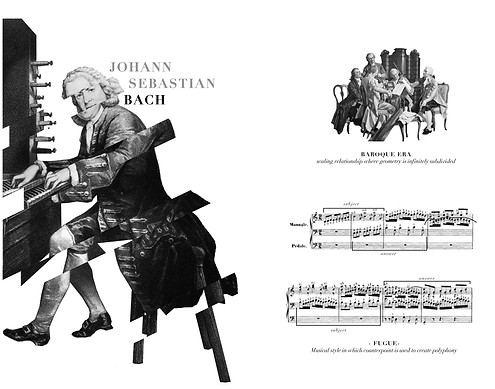 JOHANN
SEBASTIAN
BACH
BAROQUE ERA
scaling relationship where geometry is infinitely subdivided
subject
Manuale.
Pedale.
answer
answer
subject
· FUGUE·
Musical style in which counterpoint is used to create polyphony